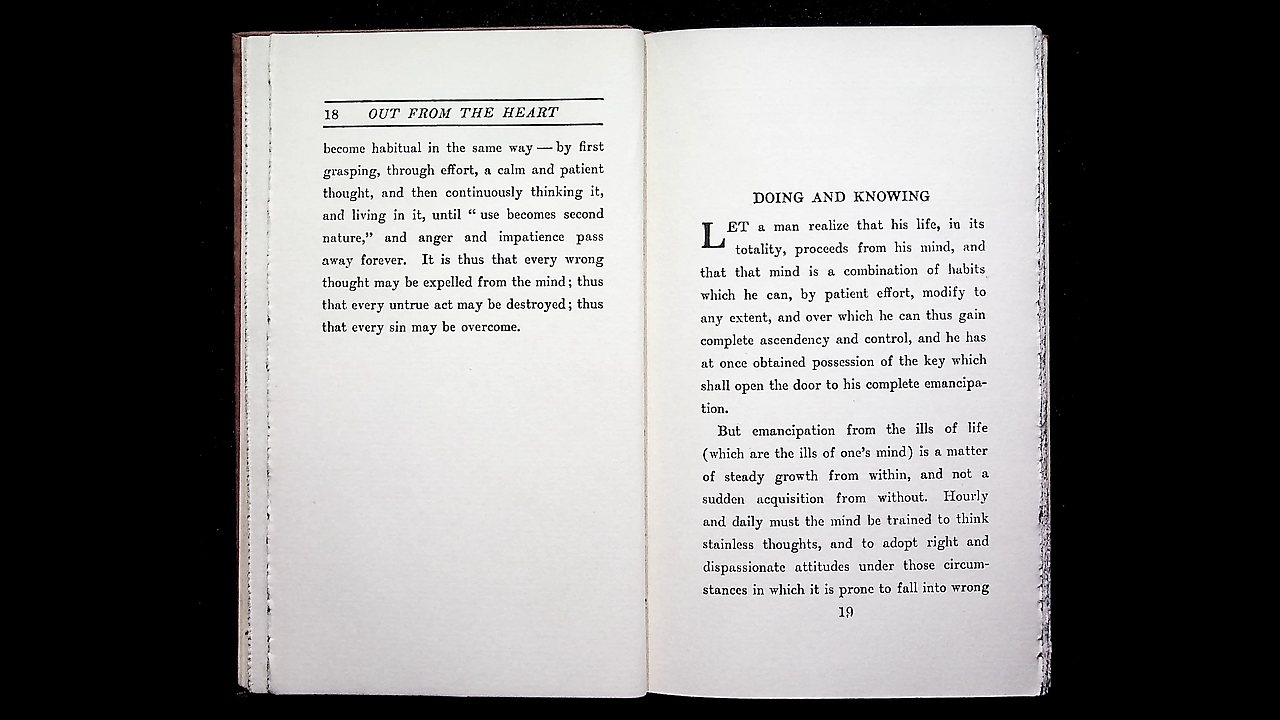 18 OUT FROM THE HEART
become habitual in the same way — by first
grasping, through effort, a calm and patient
thought, and then continuously thinking it,
and living in it, until “ use becomes second
nature,” and anger and impatience pass
away forever. It is thus that every wrong
thought may be expelled from the mind; thus
that every untrue act may be destroyed; thus
that every sin may be overcome.
DOING AND KNOWING
LET a man realize that his life, in its
totality, proceeds from his mind, and
that that mind is a combination of habits
which he can, by patient effort, modify to
any extent, and over which he can thus gain
complete ascendency and control, and he has
at once obtained possession of the key which
shall open the door to his complete emancipa-
tion.
But emancipation from the ills of life
(which are the ills of one’s mind) is a matter
of steady growth from within, and not a
sudden acquisition from without. Hourly
and daily must the mind be trained to think
stainless thoughts, and to adopt right and
dispassionate attitudes under those circum-
stances in which it is prone to fall into wrong
19